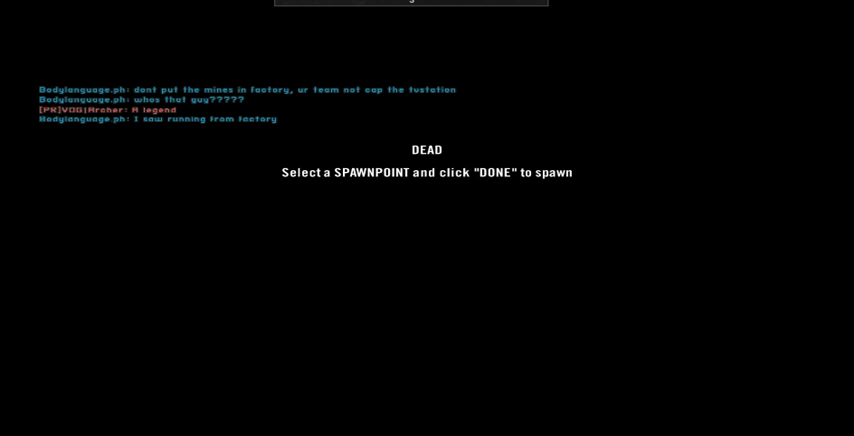 Bodylanguage.ph: dont put the mines in factory, ur team not cap the tvstation
Bodylanguage.ph: whos that guy?????
[PR]VDG|Archer: A legend
Bodylanguage.ph: I saw running from factory
DEAD
Select a SPAWNPOINT and click "DONE" to spawn